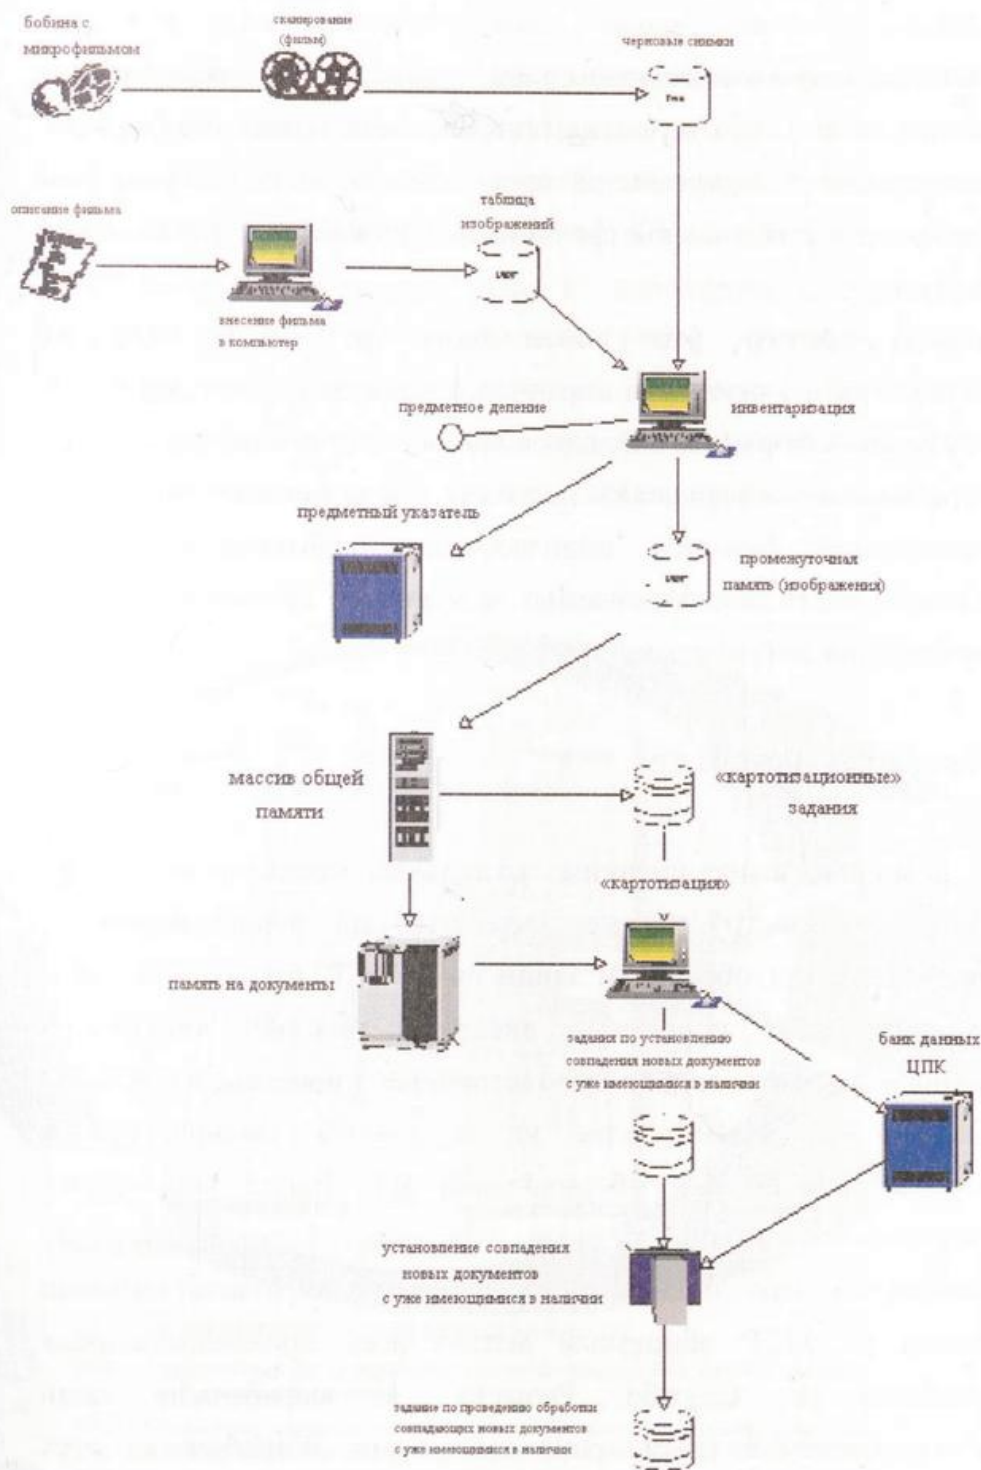 бобина с
микрофильмом
сканирование
(фильм)
черновые снимки
описание фильма
таблица
изображений
внесение фильма
в компьютер
предметное деление
инвентаризация
предметный указатель
промежуточная
память (изображения)
массив общей
памяти
«картотизационные»
задания
«картотизация»
память на документы
задания по установлению
совпадения новых документов
с уже имеющимися в наличии
банк данных
ЦПК
установление совпадения
новых документов
с уже имеющимися в наличии
задание по проведению обработки
совпадающих новых документов
с уже имеющимися в наличии